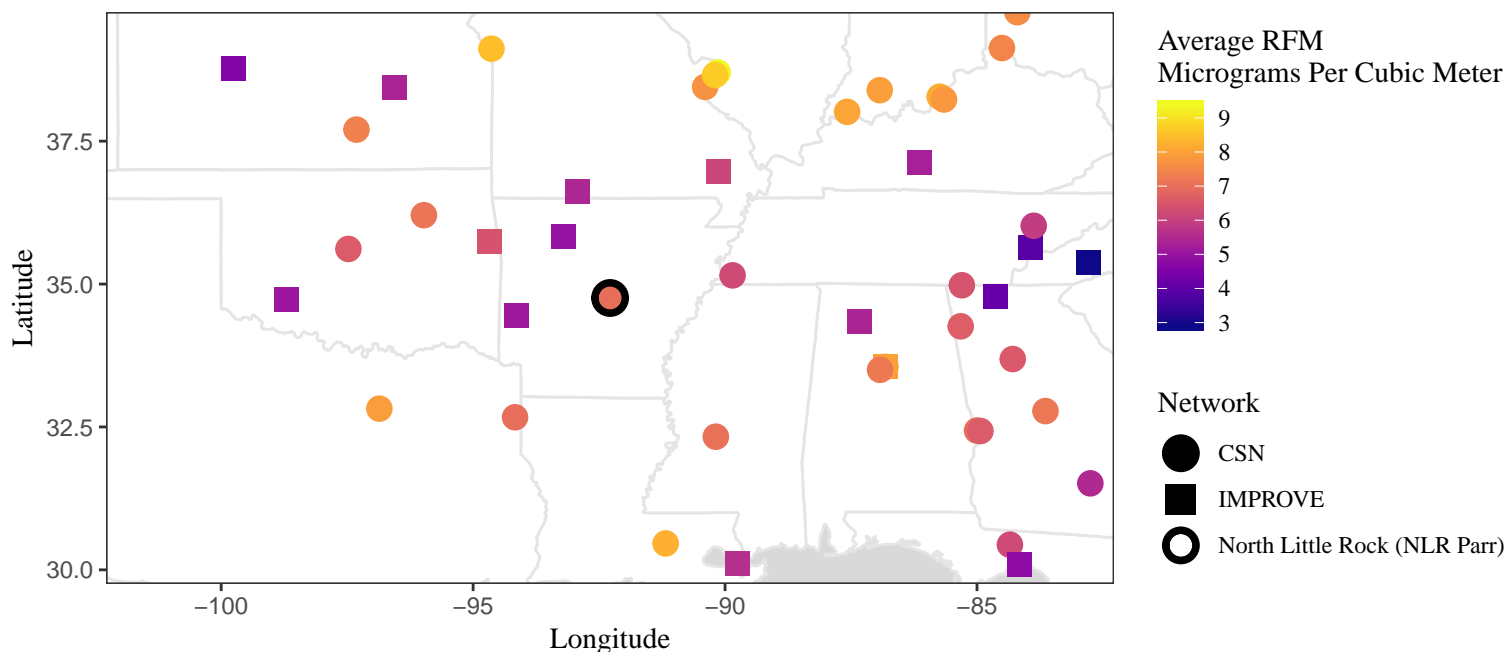 Average RFM
Micrograms Per Cubic Meter
9
8
7
6
5
4
3
37.5
35.0
32.5
30.0
Latitude
−100
−95
−90
−85
Longitude
Network
CSN
IMPROVE
North Little Rock (NLR Parr)